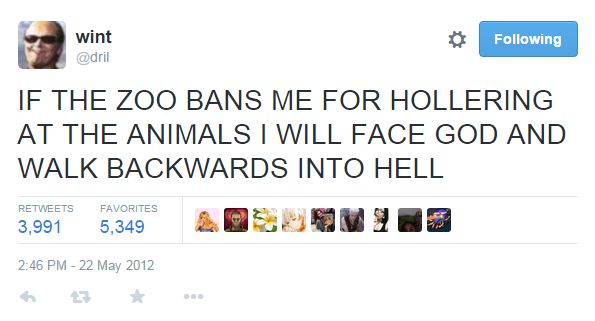 wint
@dril
Following
IF THE ZOO BANS ME FOR HOLLERING
AT THE ANIMALS I WILL FACE GOD AND
WALK BACKWARDS INTO HELL
RETWEETS FAVORITES
3,991 5,349
2:46 PM - 22 May 2012